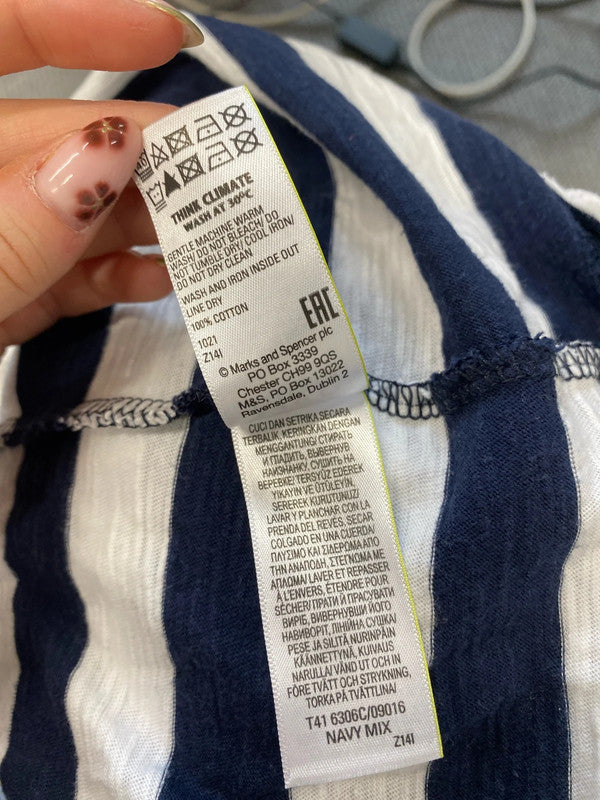 THINK CLIMATE
WASH AT 30°C
GENTLE MACHINE WARM
WASH/ DO NOT BLEACH/ DO
NOT TUMBLE DRY/ COOL IRON/
DO NOT DRY CLEAN
WASH AND IRON INSIDE OUT
LINE DRY
100% COTTON
EAC
1021
Z14I
© Marks and Spencer plc
PO Box 3339
Chester CH99 9QS
M&S, PO Box 13022
Ravensdale, Dublin 2
CUCI DAN SETRIKA SECARA
TERBALIK. KERINGKAN DENGAN
MENGGANTUNG/ СТИРАТЬ
И ГЛАДИТЬ, ВЫВЕРНУВ
НАИЗНАНКУ. СУШИТЬ НА
ВЕРЕВКЕ/ TERSYÜZ EDEREK
YIKAYIN VE ÜTÜLEYİN.
SEREREK KURUTUNUZ/
LAVAR Y PLANCHAR CON LA
PRENDA DEL REVES. SECAR
COLGADO EN UNA CUERDA/
ΠΛΥΣΙΜΟ ΚΑΙ ΣΙΔΕΡΩΜΑ ΑΠΟ
ΤΗΝ ΑΝΑΠΟΔΗ, ΣΤΕΓΝΩΜΑ ΣΕ
ΑΠΛΩΜΑ/ LAVER ET REPASSER
À L'ENVERS, ÉTENDRE POUR
SÉCHER/ ПРАТИ Й ПРАСУВАТИ
ВИРІБ, ВИВЕРНУВШИ ЙОГО
НАВИВОРІТ, ЛІНІЙНА СУШКА/
PESE JA SILITÄ NURINPÄIN
KÄÄNNETTYNÄ, KUIVAUS
NARULLA/ VÄND UT OCH IN
FÖRE TVÄTT OCH STRYKNING,
TORKA PÅ TVÄTTLINA/
T41 6306C/09016
NAVY MIX
Z14I